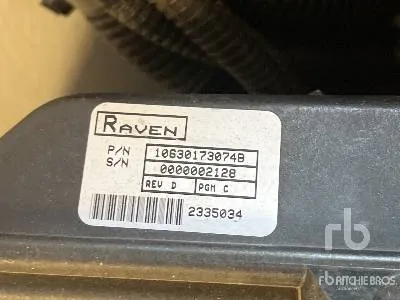 RAVEN
P/N 10630173074B
S/N 0000002128
REV D PGM C
2335034
rb
RITCHIE BROS.